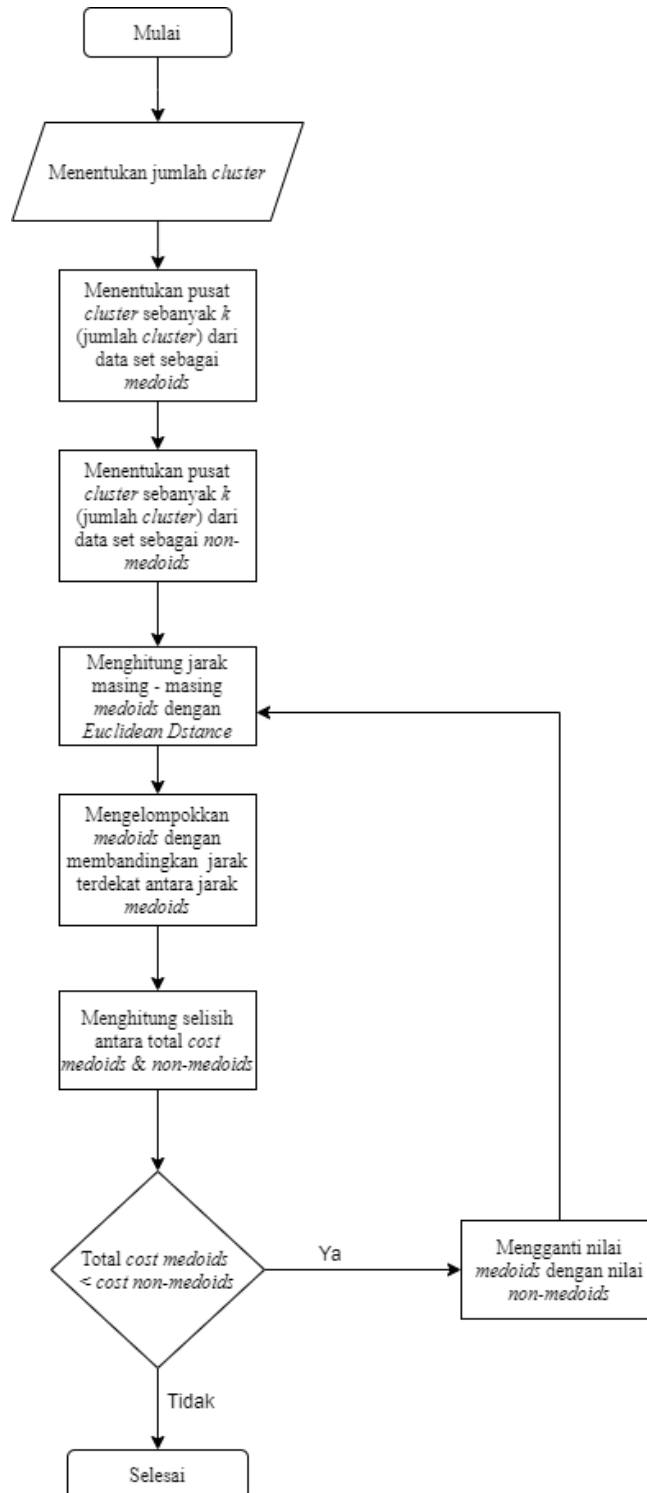 Mulai
Menentukan jumlah cluster
Menentukan pusat
cluster sebanyak k
(jumlah cluster) dari
data set sebagai
medoids
Menentukan pusat
cluster sebanyak k
(jumlah cluster) dari
data set sebagai non-
medoids
Menghitung jarak
masing - masing
medoids dengan
Euclidean Dstance
Mengelompokkan
medoids dengan
membandingkan jarak
terdekat antara jarak
medoids
Menghitung selisih
antara total cost
medoids & non-medoids
Total cost medoids
< cost non-medoids
Ya
Mengganti nilai
medoids dengan nilai
non-medoids
Tidak
Selesai